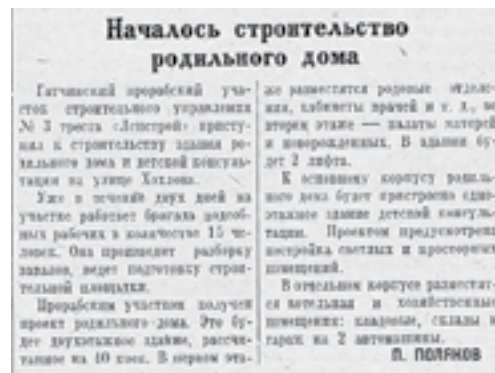 Началось строительство
родильного дома
Гатчинский прорабский уча-
сток строительного управления
№ 3 треста «Леистрой» присту-
пил к строительству здания ро-
дильного дома и детской консуль-
тации на улице Хохлова.
Уже в течение двух дней на
участке работает бригада подсоб-
ных рабочих в количестве 15 че-
ловек. Она производит разборку
завалов, ведет подготовку строи-
тельной площадки.
Прорабским участком получен
проект родильного дома. Это бу-
дет двухэтажное здание, рассчи-
танное на 40 коек. В первом эта-
же разместятся родовые отделе-
ния, кабинеты врачей и т. д., во
втором этаже — палаты матерей
и новорожденных. В здании бу-
дет 2 лифта.
К основному корпусу родиль-
ного дома будет пристроено одно-
этажное здание детской консуль-
тации. Проектом предусмотрена
постройка светлых и просторных
помещений.
В отдельном корпусе разместят-
ся котельная и хозяйственные
помещения: кладовые, склады и
гараж на 2 автомашины.
П. ПОЛЯКОВ